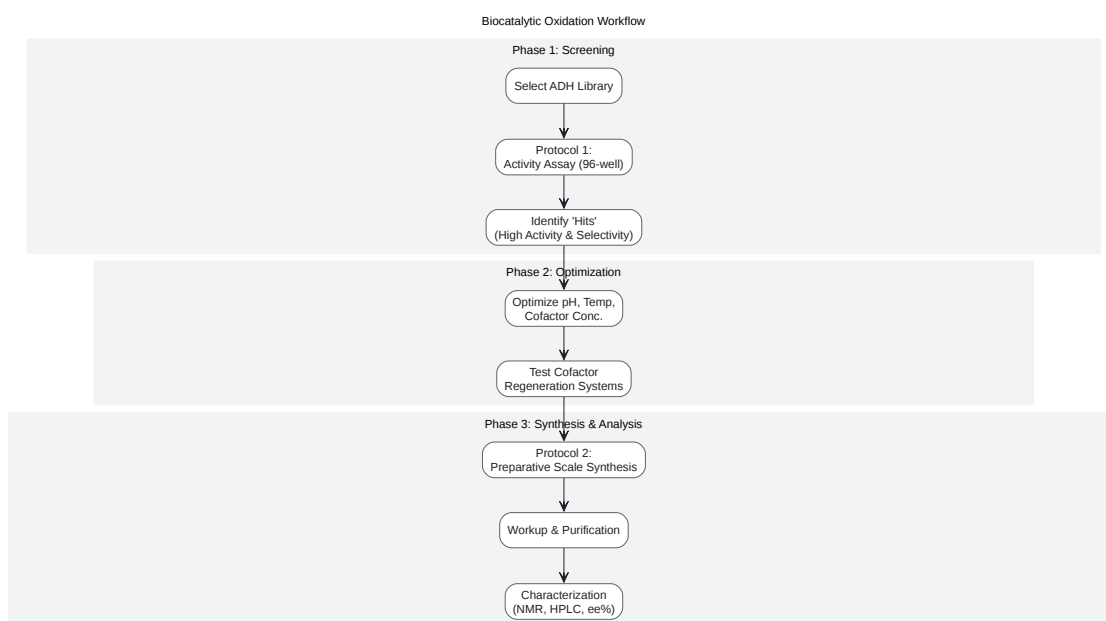 Biocatalytic Oxidation Workflow
Phase 1: Screening
Select ADH Library
Protocol 1:
Activity Assay (96-well)
Identify 'Hits'
(High Activity & Selectivity)
Phase 2: Optimization
Optimize pH, Temp,
Cofactor Conc.
Test Cofactor
Regeneration Systems
Phase 3: Synthesis & Analysis
Protocol 2:
Preparative Scale Synthesis
Workup & Purification
Characterization
(NMR, HPLC, ee%)